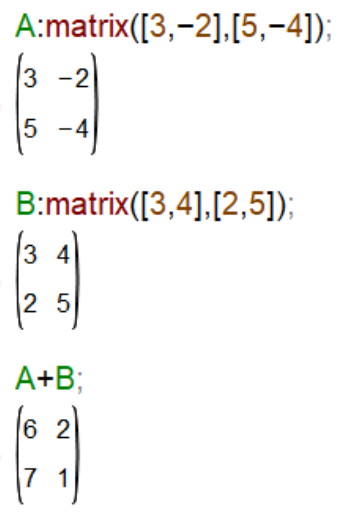 A:matrix([3,−2],[5,−4]);
3 −2
5 −4
B:matrix([3,4],[2,5]);
3 4
2 5
A+B;
6 2
7 1